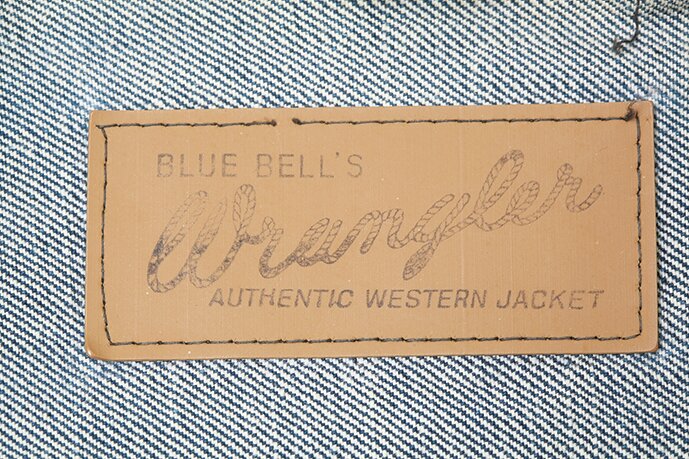 BLUE BELL'S
Wrangler
AUTHENTIC WESTERN JACKET